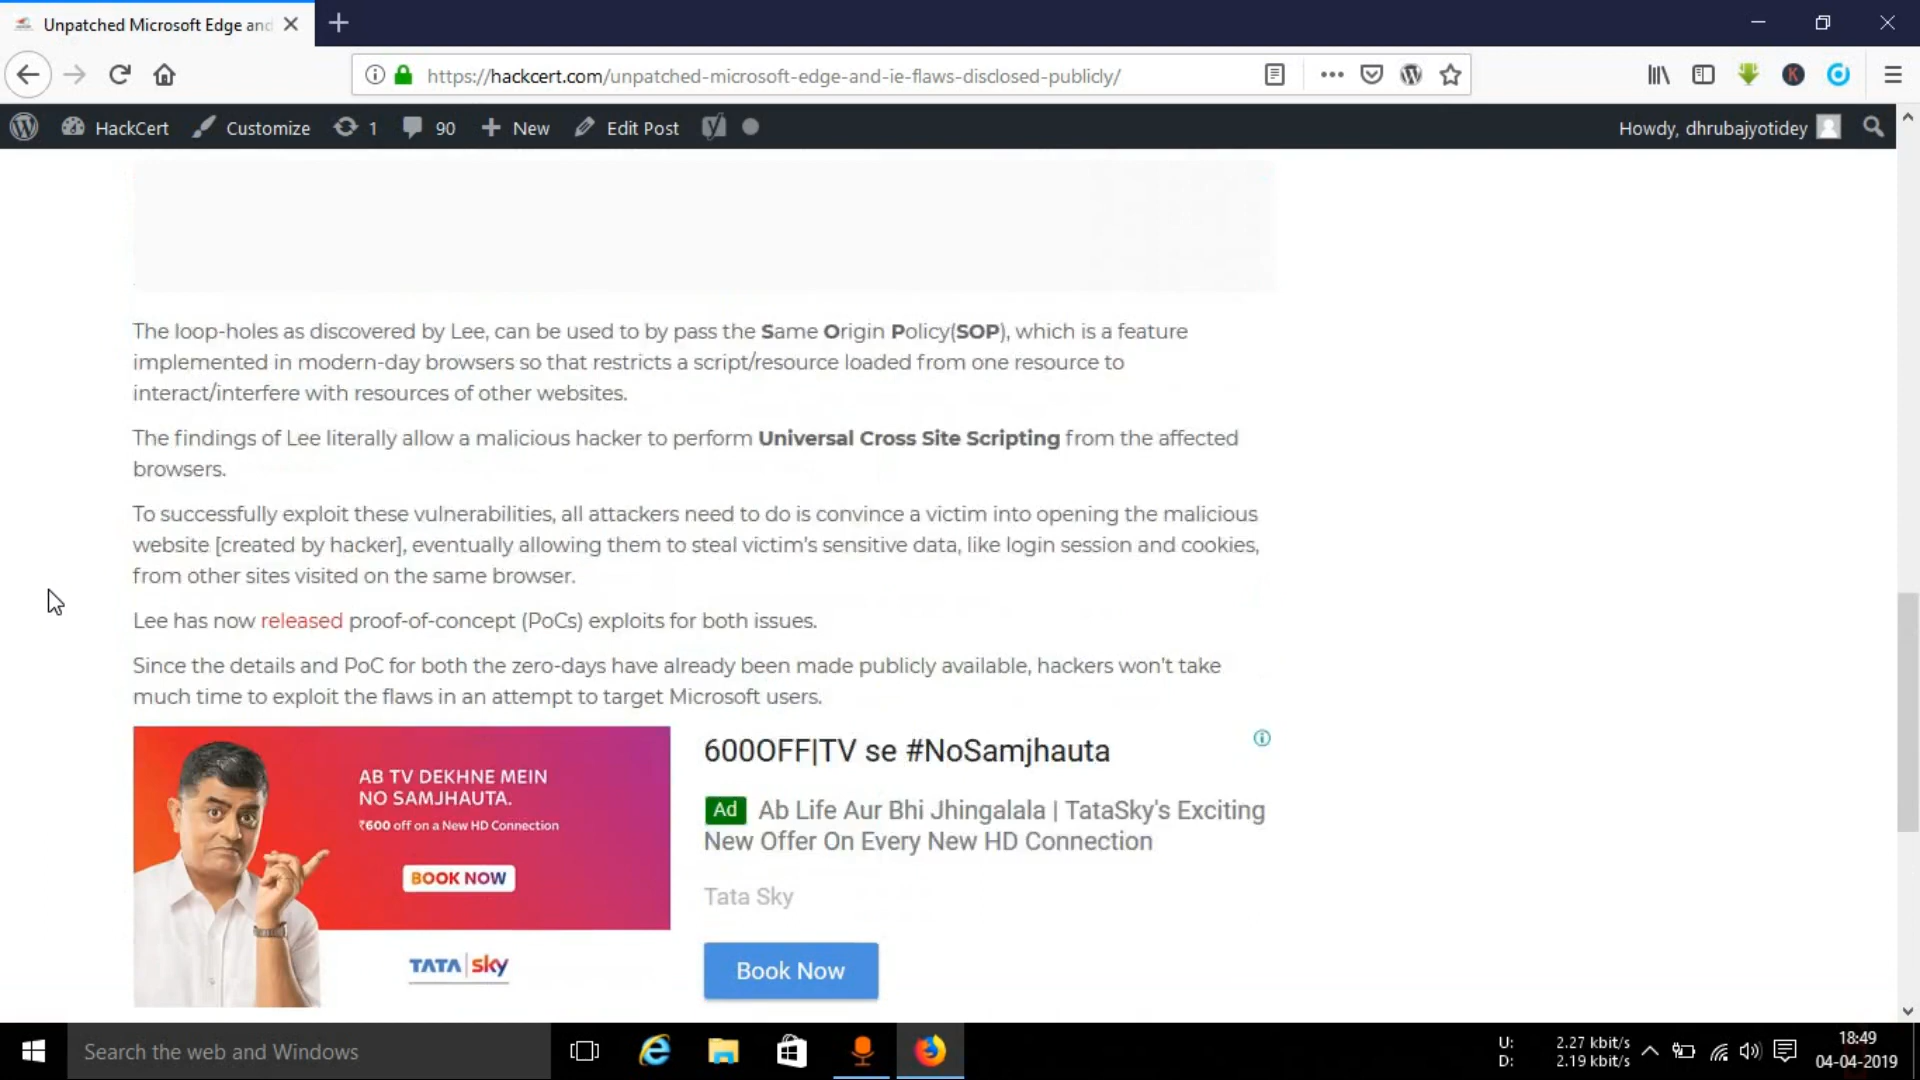 Unpatched Microsoft Edge and
https://hackcert.com/unpatched-microsoft-edge-and-ie-flaws-disclosed-publicly/
HackCert Customize 1 90 New Edit Post Howdy, dhrubajyotidey
The loop-holes as discovered by Lee, can be used to by pass the Same Origin Policy(SOP), which is a feature
implemented in modern-day browsers so that restricts a script/resource loaded from one resource to
interact/interfere with resources of other websites.
The findings of Lee literally allow a malicious hacker to perform Universal Cross Site Scripting from the affected
browsers.
To successfully exploit these vulnerabilities, all attackers need to do is convince a victim into opening the malicious
website [created by hacker], eventually allowing them to steal victim's sensitive data, like login session and cookies,
from other sites visited on the same browser.
Lee has now released proof-of-concept (PoCs) exploits for both issues.
Since the details and PoC for both the zero-days have already been made publicly available, hackers won't take
much time to exploit the flaws in an attempt to target Microsoft users.
AB TV DEKHNE MEIN
NO SAMJHAUTA.
₹600 off on a New HD Connection
BOOK NOW
TATA sky
600OFF|TV se #NoSamjhauta
Ad Ab Life Aur Bhi Jhingalala | TataSky's Exciting
New Offer On Every New HD Connection
Tata Sky
Book Now
Search the web and Windows
U: 2.27 kbit/s
D: 2.19 kbit/s
18:49
04-04-2019